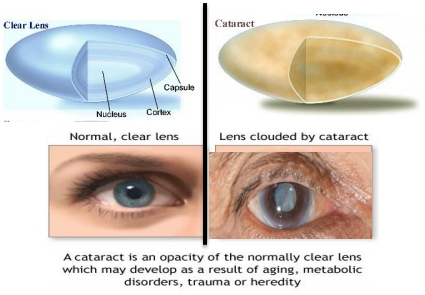 Clear Lens
Capsule
Nucleus
Cortex
Normal, clear lens
Cataract
Lens clouded by cataract
A cataract is an opacity of the normally clear lens
which may develop as a result of aging, metabolic
disorders, trauma or heredity